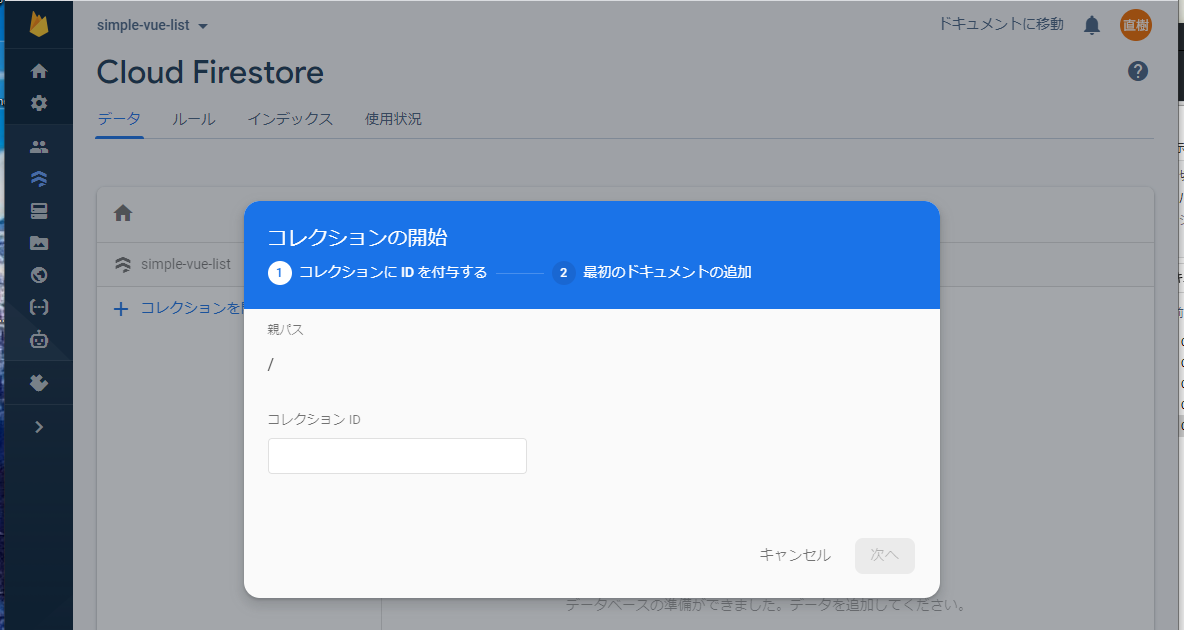 simple-vue-list
ドキュメントに移動
直樹
Cloud Firestore
データ ルール インデックス 使用状況
コレクションの開始
1 コレクションに ID を付与する 2 最初のドキュメントの追加
simple-vue-list
コレクションを
親パス
/
コレクション ID
キャンセル 次へ
データベースの準備ができました。データを追加してください。